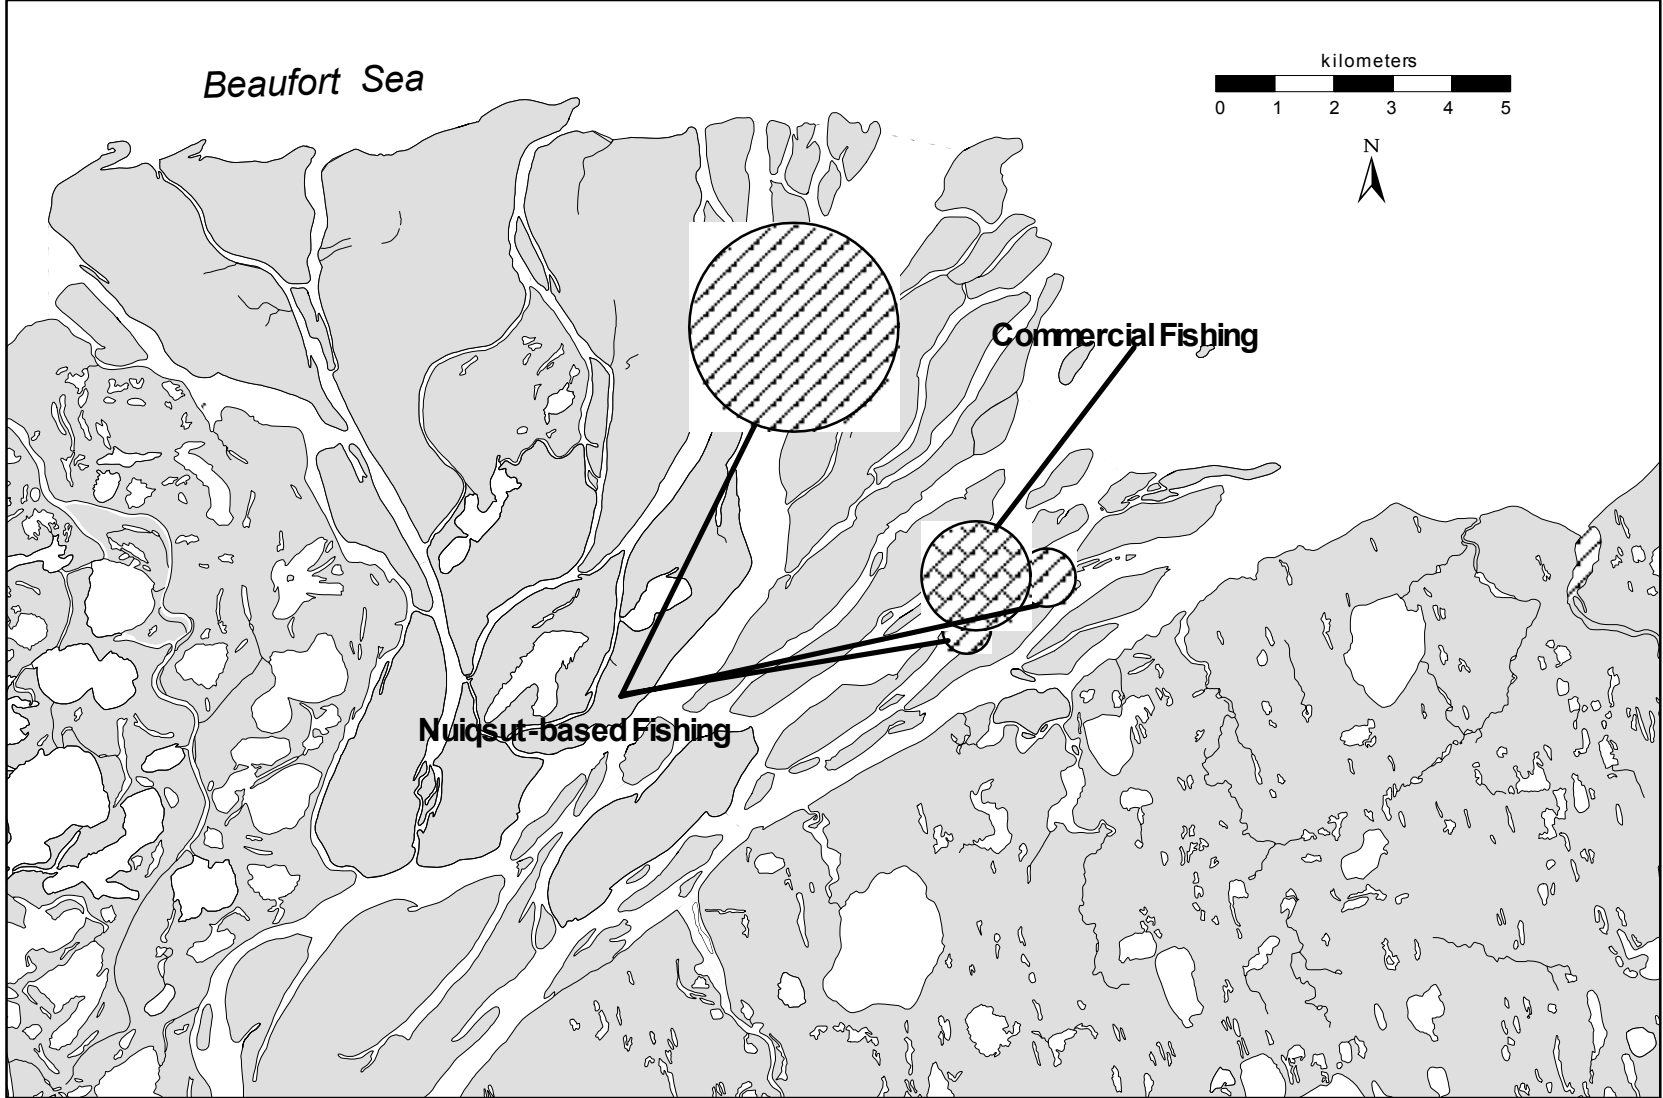 Beaufort Sea
kilometers
0 1 2 3 4 5
N
Commercial Fishing
Nuiqsut-based Fishing